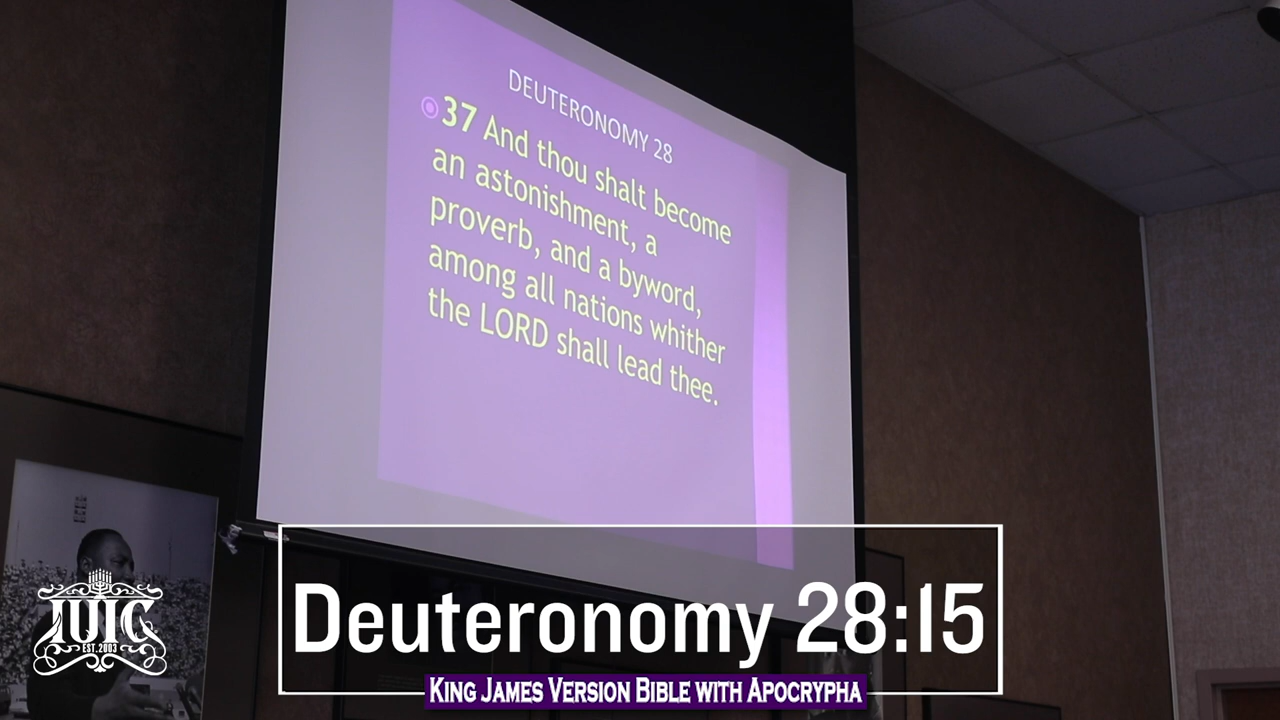 DEUTERONOMY 28
37 And thou shalt become
an astonishment, a
proverb, and a byword,
among all nations whither
the LORD shall lead thee.
IUIC
EST.2003
Deuteronomy 28:15
KING JAMES VERSION BIBLE WITH APOCRYPHA